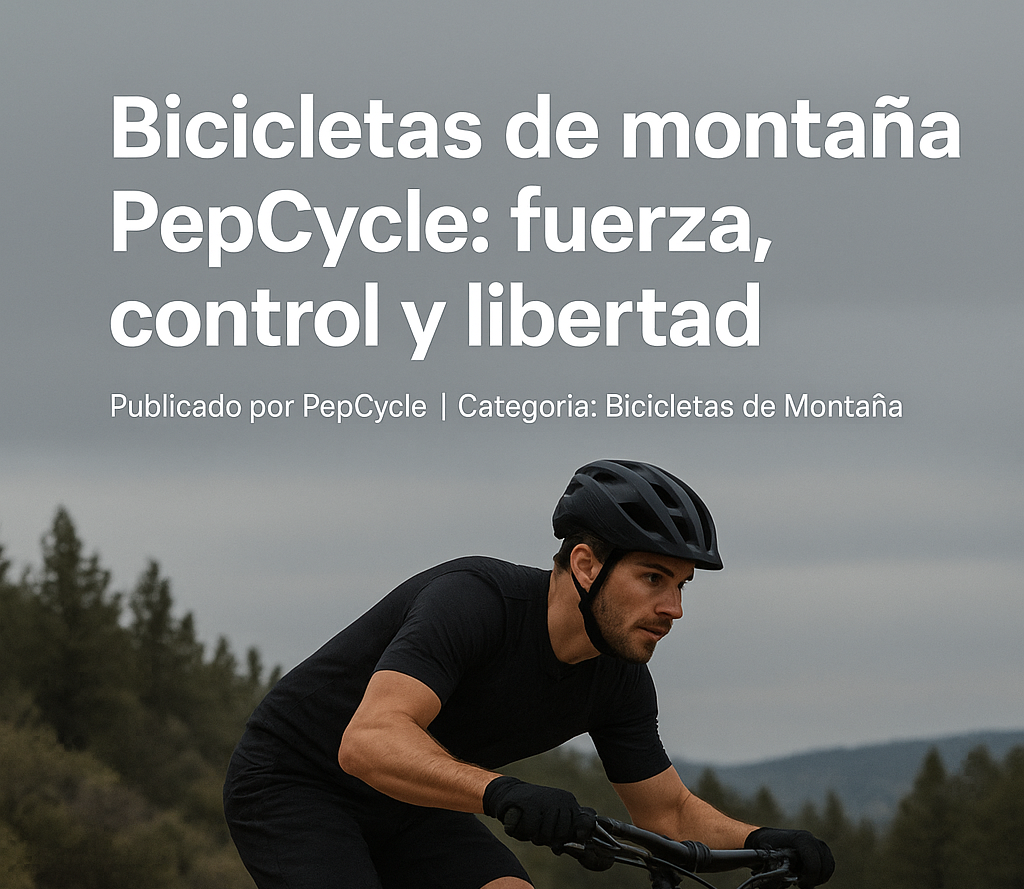 Bicicletas de montaña
PepCycle: fuerza,
control y libertad
Publicado por PepCycle | Categoria: Bicicletas de Montaña